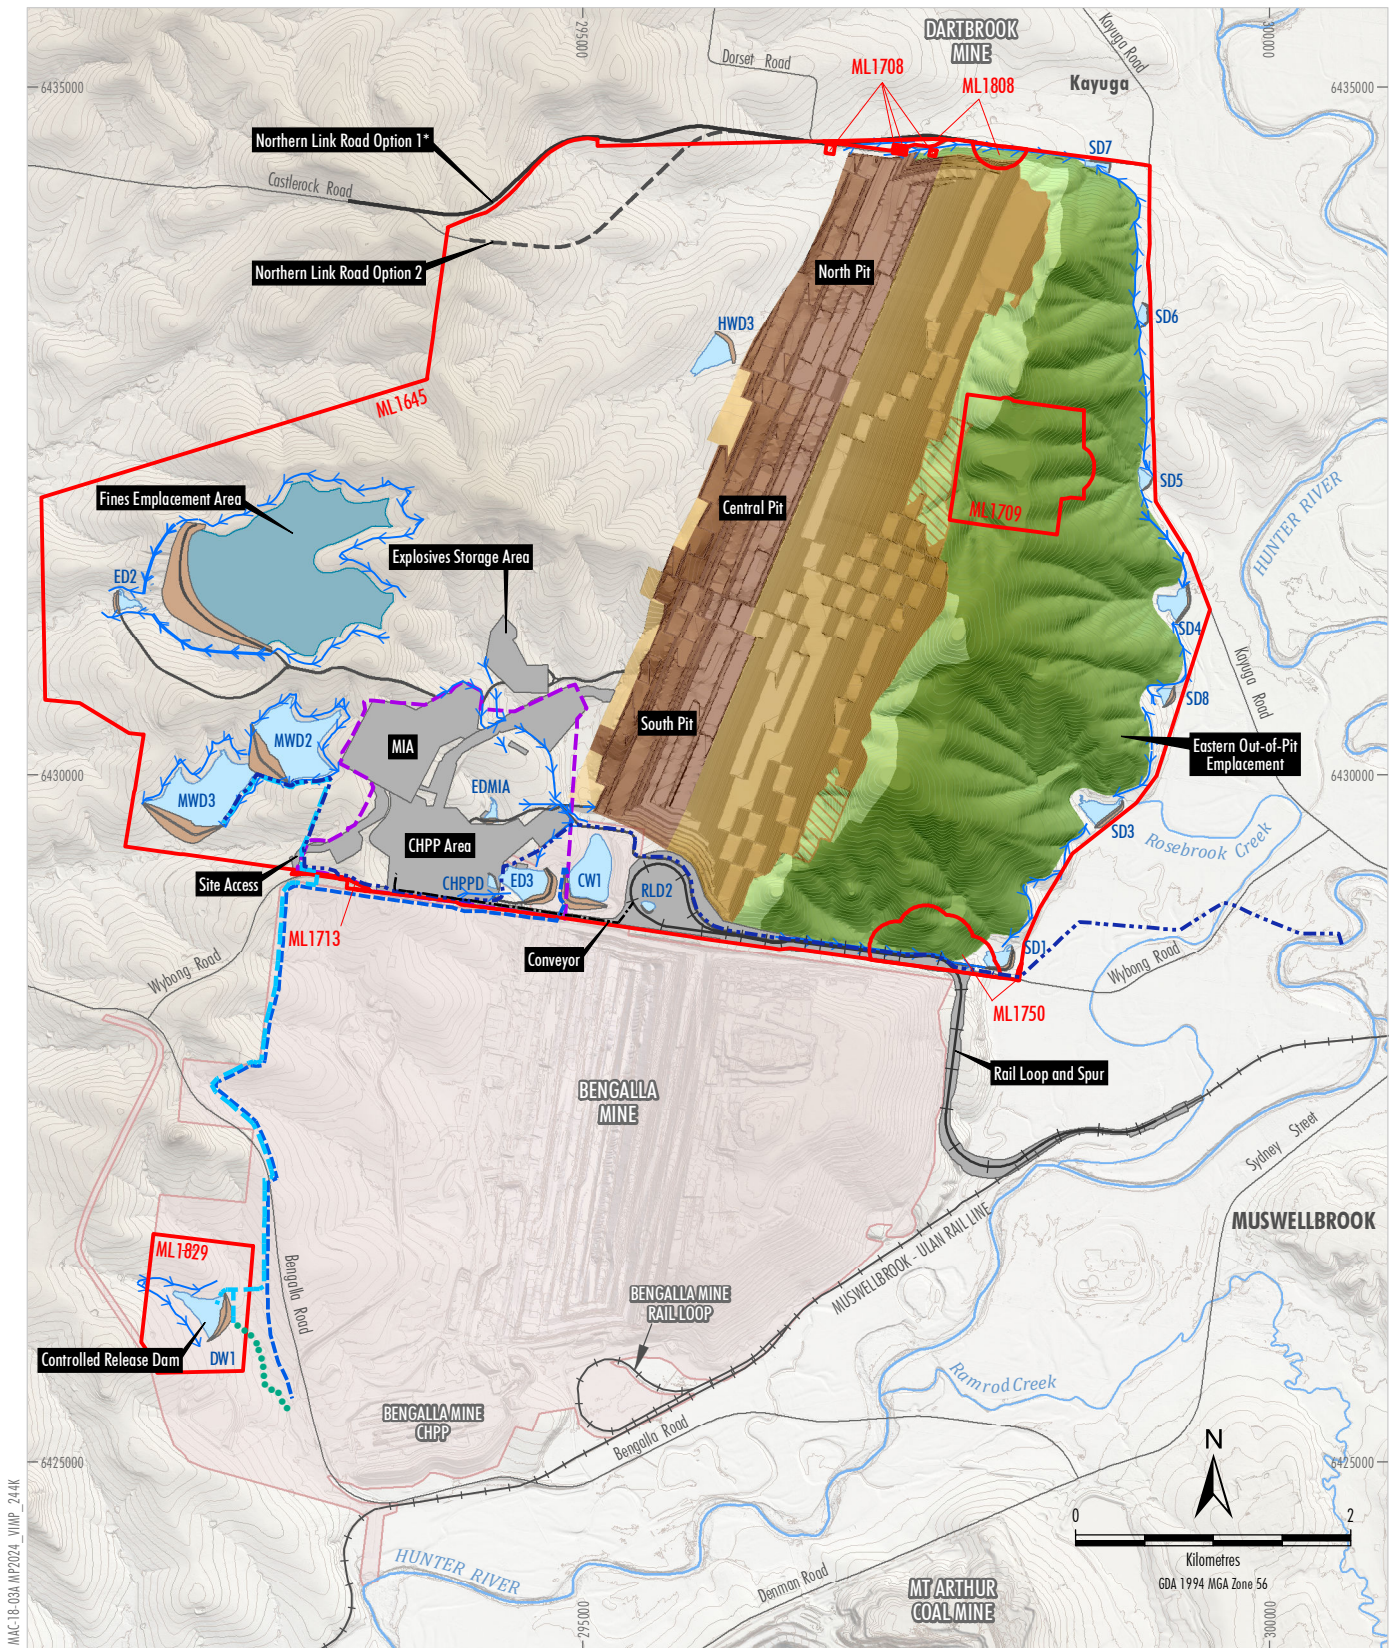 295000
300000
DARTBROOK
MINE
Kayuga Road
Dorset Road
ML1708
ML1808
Kayuga
6435000
6435000
Northern Link Road Option 1*
SD7
Castlerock Road
Northern Link Road Option 2
North Pit
HWD3
SD6
ML1645
Fines Emplacement Area
Central Pit
ML1709
SD5
HUNTER RIVER
Explosives Storage Area
ED2
SD4
Kayuga Road
SD8
South Pit
MWD2
MIA
Eastern Out-of-Pit
Emplacement
6430000
6430000
MWD3
EDMIA
SD3
Rosebrook Creek
CHPP Area
Site Access
CHPPD
ED3
CW1
RLD2
ML1713
Conveyor
SD1
Wybong Road
Wybong Road
ML1750
Rail Loop and Spur
BENGALLA
MINE
Sydney Street
MUSWELLBROOK
MUSWELLBROOK - ULAN RAIL LINE
ML1829
Bengalla Road
BENGALLA MINE
RAIL LOOP
Controlled Release Dam
DW1
Ramrod Creek
BENGALLA MINE
CHPP
Bengalla Road
N
6425000
6425000
0
2
Kilometres
GDA 1994 MGA Zone 56
HUNTER RIVER
Denman Road
MT ARTHUR
COAL MINE
295000
300000
MAC-18-03A MP2024_VIMP_244K